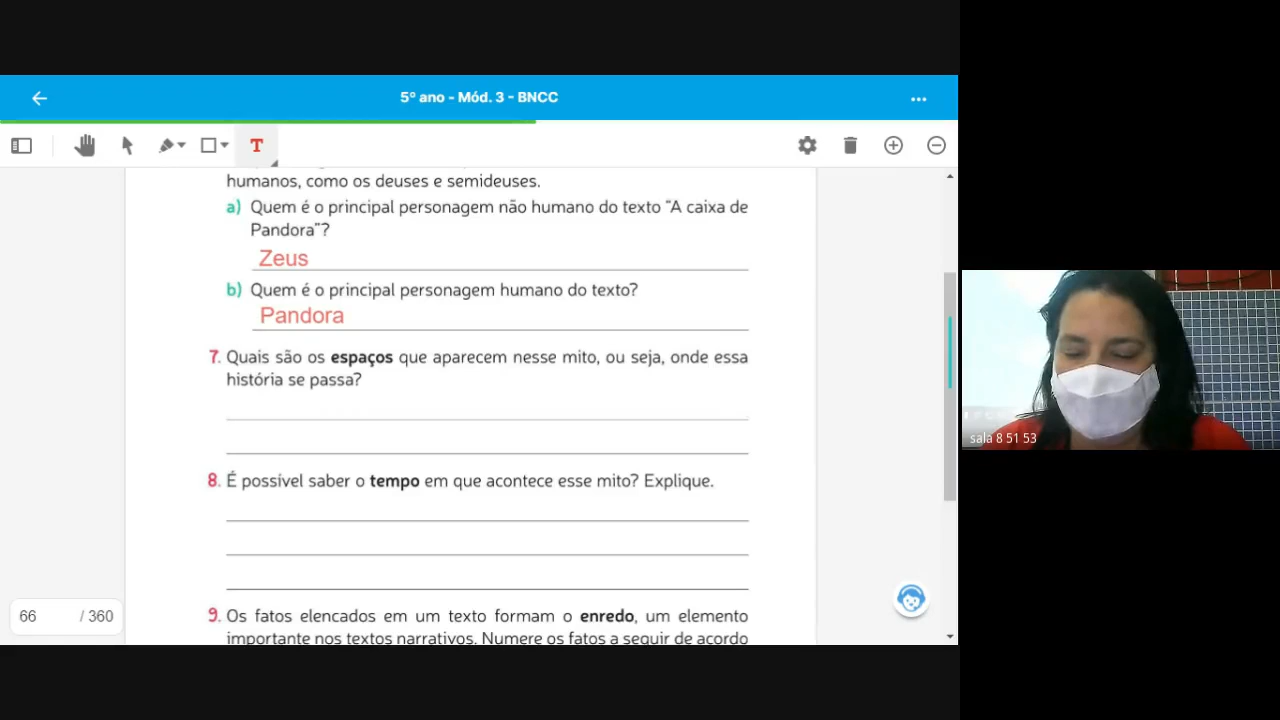 5º ano - Mód. 3 - BNCC
T
humanos, como os deuses e semideuses.
a) Quem é o principal personagem não humano do texto “A caixa de
Pandora”?
Zeus
b) Quem é o principal personagem humano do texto?
Pandora
7. Quais são os espaços que aparecem nesse mito, ou seja, onde essa
história se passa?
8. É possível saber o tempo em que acontece esse mito? Explique.
9. Os fatos elencados em um texto formam o enredo, um elemento
importante nos textos narrativos. Numere os fatos a seguir de acordo
66 / 360
sala 8 51 53